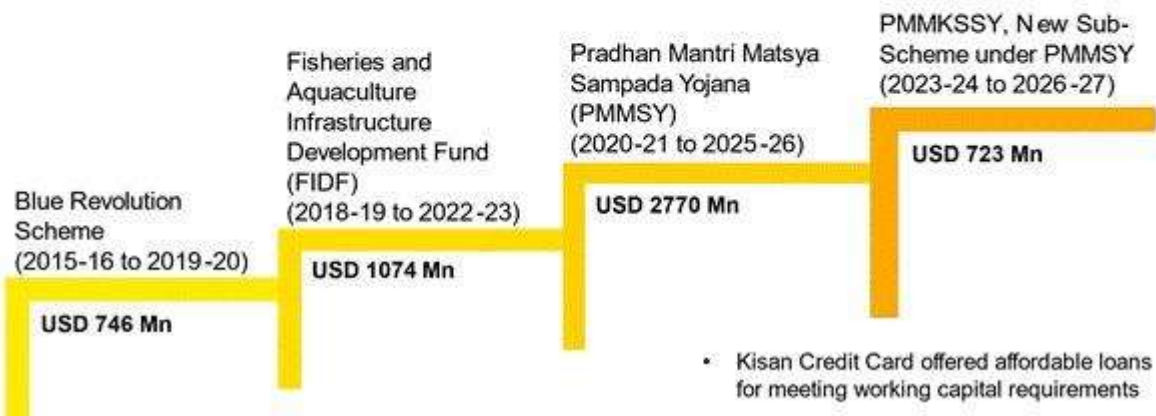 Blue Revolution
Scheme
(2015-16 to 2019-20)
USD 746 Mn
Fisheries and
Aquaculture
Infrastructure
Development Fund
(FIDF)
(2018-19 to 2022-23)
USD 1074 Mn
Pradhan Mantri Matsya
Sampada Yojana
(PMMSY)
(2020-21 to 2025-26)
USD 2770 Mn
PMMKSSY, New Sub-
Scheme under PMMSY
(2023-24 to 2026-27)
USD 723 Mn
• Kisan Credit Card offered affordable loans
for meeting working capital requirements